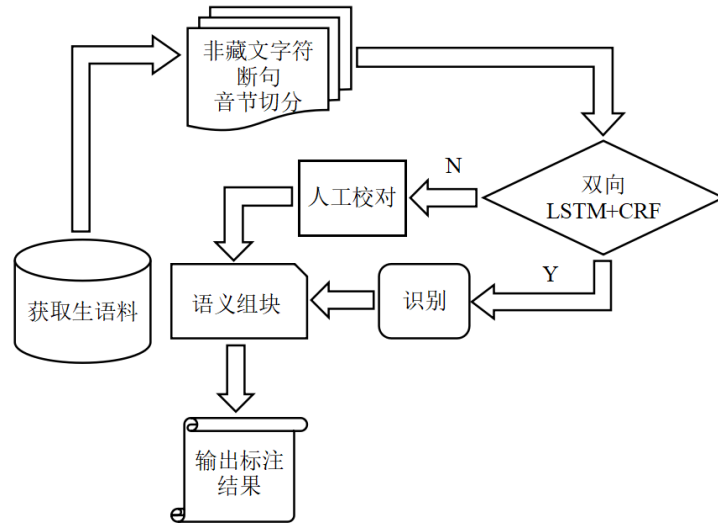 非藏文字符
断句
音节切分
双向
LSTM+CRF
N
人工校对
Y
识别
语义组块
获取生语料
输出标注
结果